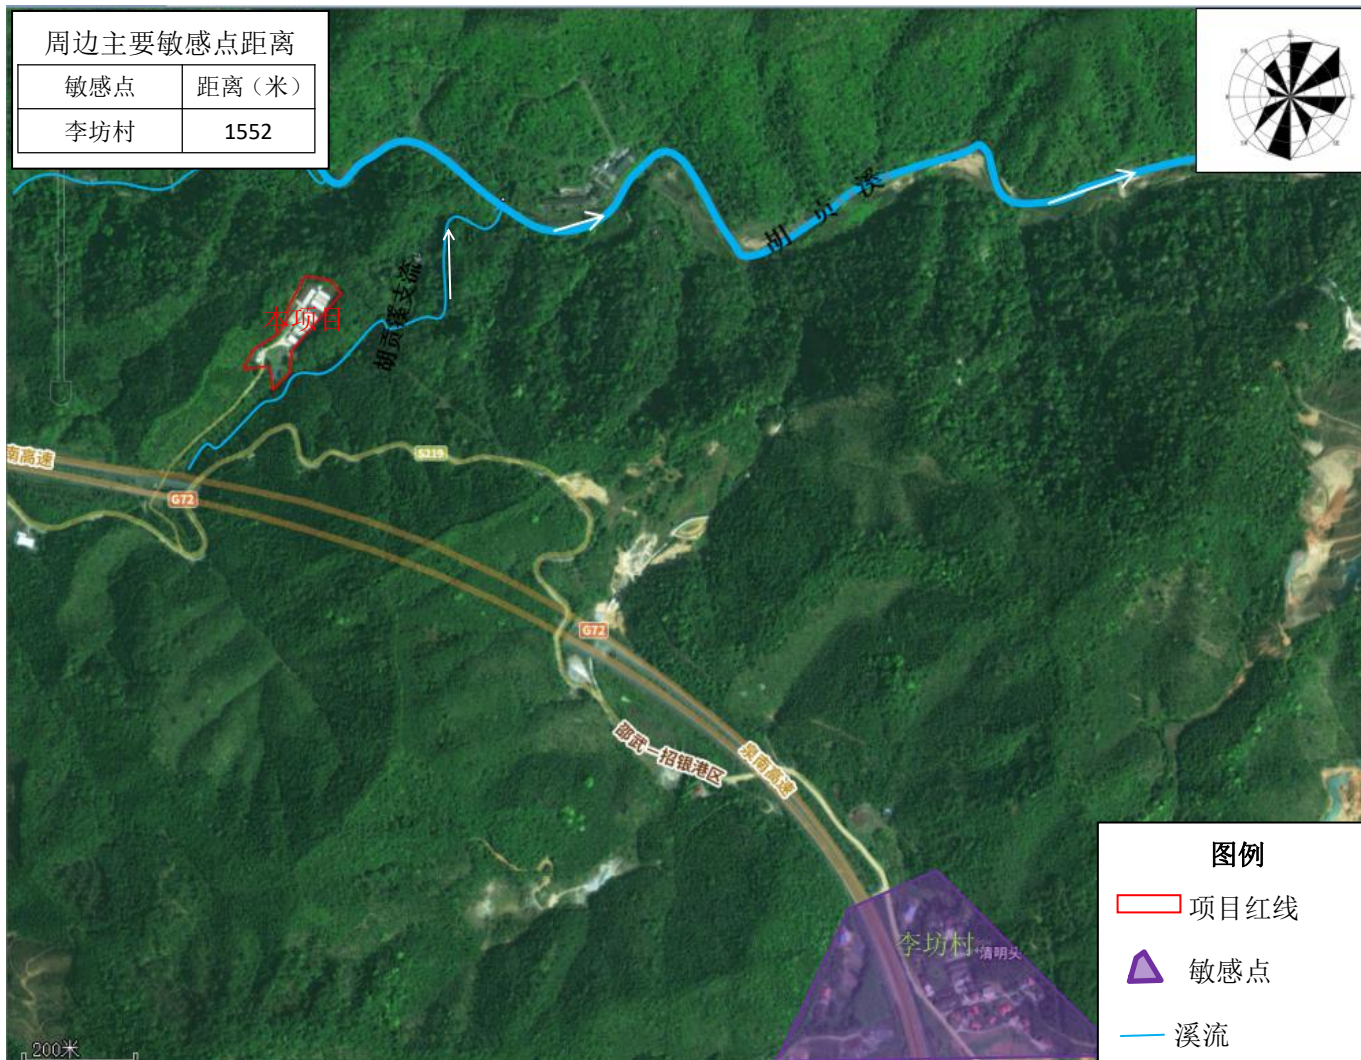 周边主要敏感点距离
敏感点 距离（米）
李坊村 1552
胡贡溪
胡贡溪支流
本项目
南高速
S219
G72
G72
邵武一招银港区
泉南高速
李坊村
清明头
图例
项目红线
敏感点
溪流
200米